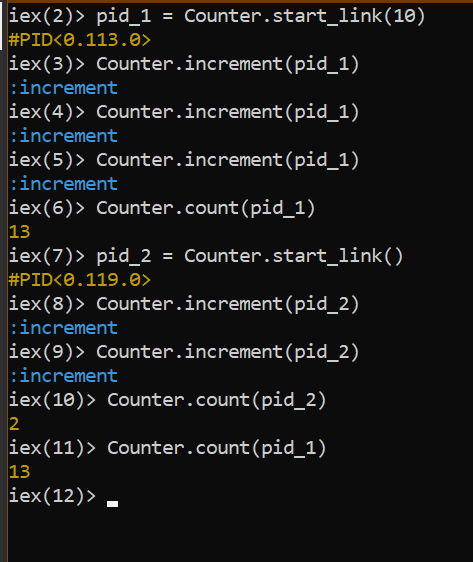 iex(2)> pid_1 = Counter.start_link(10)
#PID<0.113.0>
iex(3)> Counter.increment(pid_1)
:increment
iex(4)> Counter.increment(pid_1)
:increment
iex(5)> Counter.increment(pid_1)
:increment
iex(6)> Counter.count(pid_1)
13
iex(7)> pid_2 = Counter.start_link()
#PID<0.119.0>
iex(8)> Counter.increment(pid_2)
:increment
iex(9)> Counter.increment(pid_2)
:increment
iex(10)> Counter.count(pid_2)
2
iex(11)> Counter.count(pid_1)
13
iex(12)>